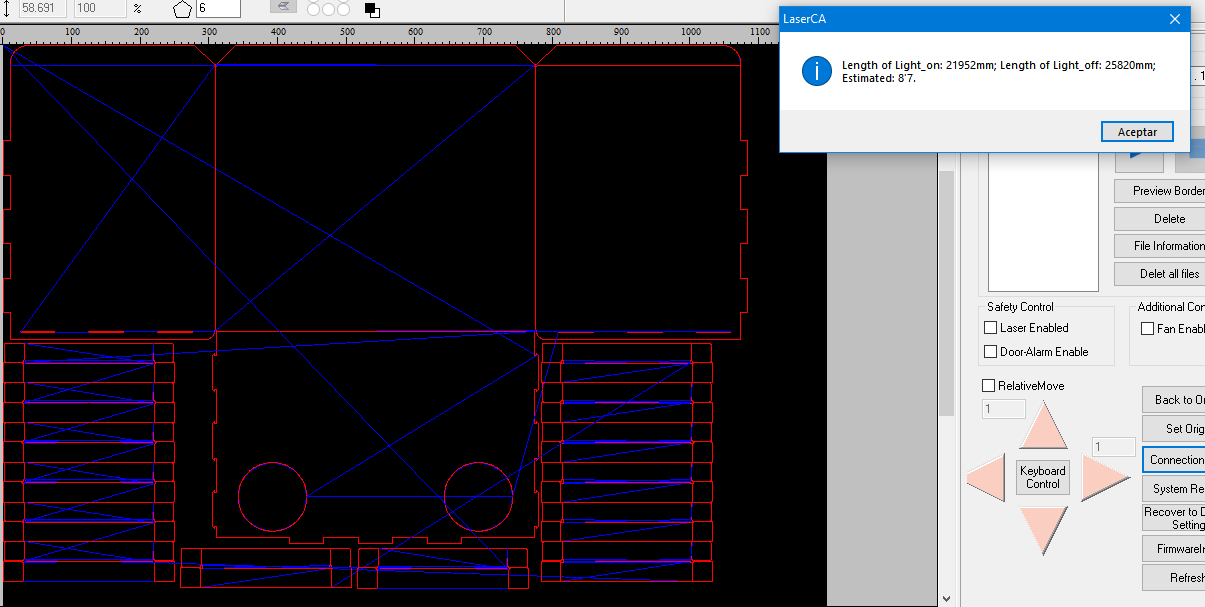 58.691
100
%
6
0 100 200 300 400 500 600 700 800 900 1000 1100
LaserCA
Length of Light_on: 21952mm; Length of Light_off: 25820mm;
Estimated: 8'7.
Aceptar
Preview Border
Delete
File Information
Delet all files
Safety Control
Laser Enabled
Door-Alarm Enable
Additional Con
Fan Enabl
RelativeMove
1
1
Keyboard
Control
Back to Or
Set Orig
Connection
System Re
Recover to D
Setting
FirmwareIn
Refresh